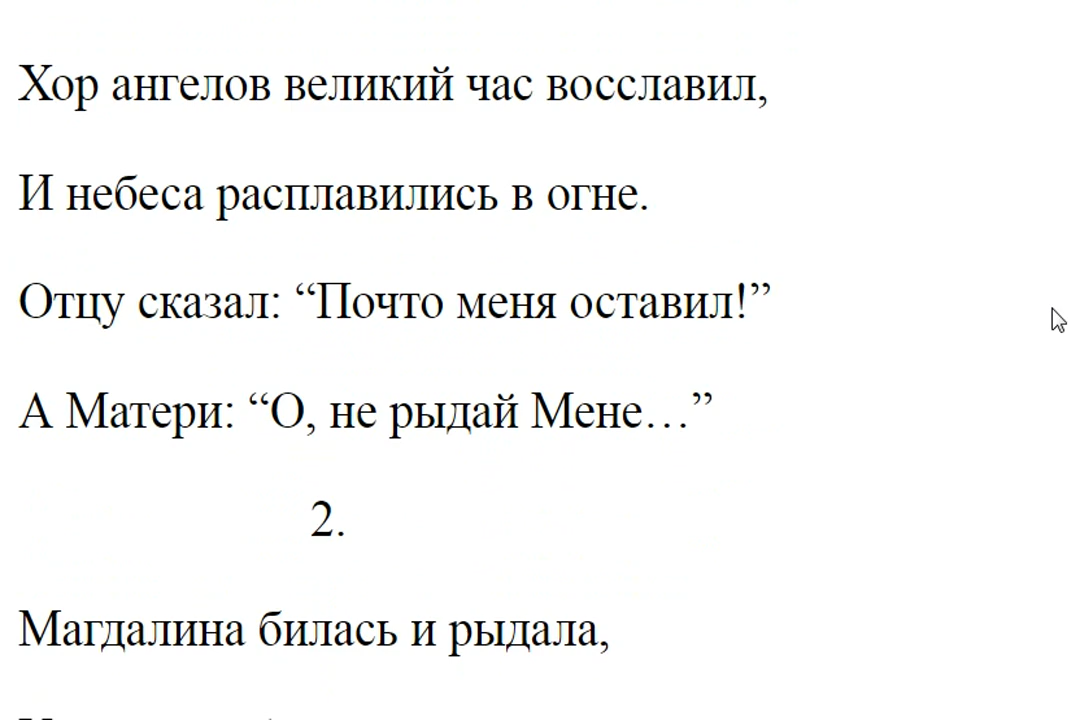 Хор ангелов великий час восславил,
И небеса расплавились в огне.
Отцу сказал: “Почто меня оставил!”
А Матери: “О, не рыдай Мене…”
2.
Магдалина билась и рыдала,